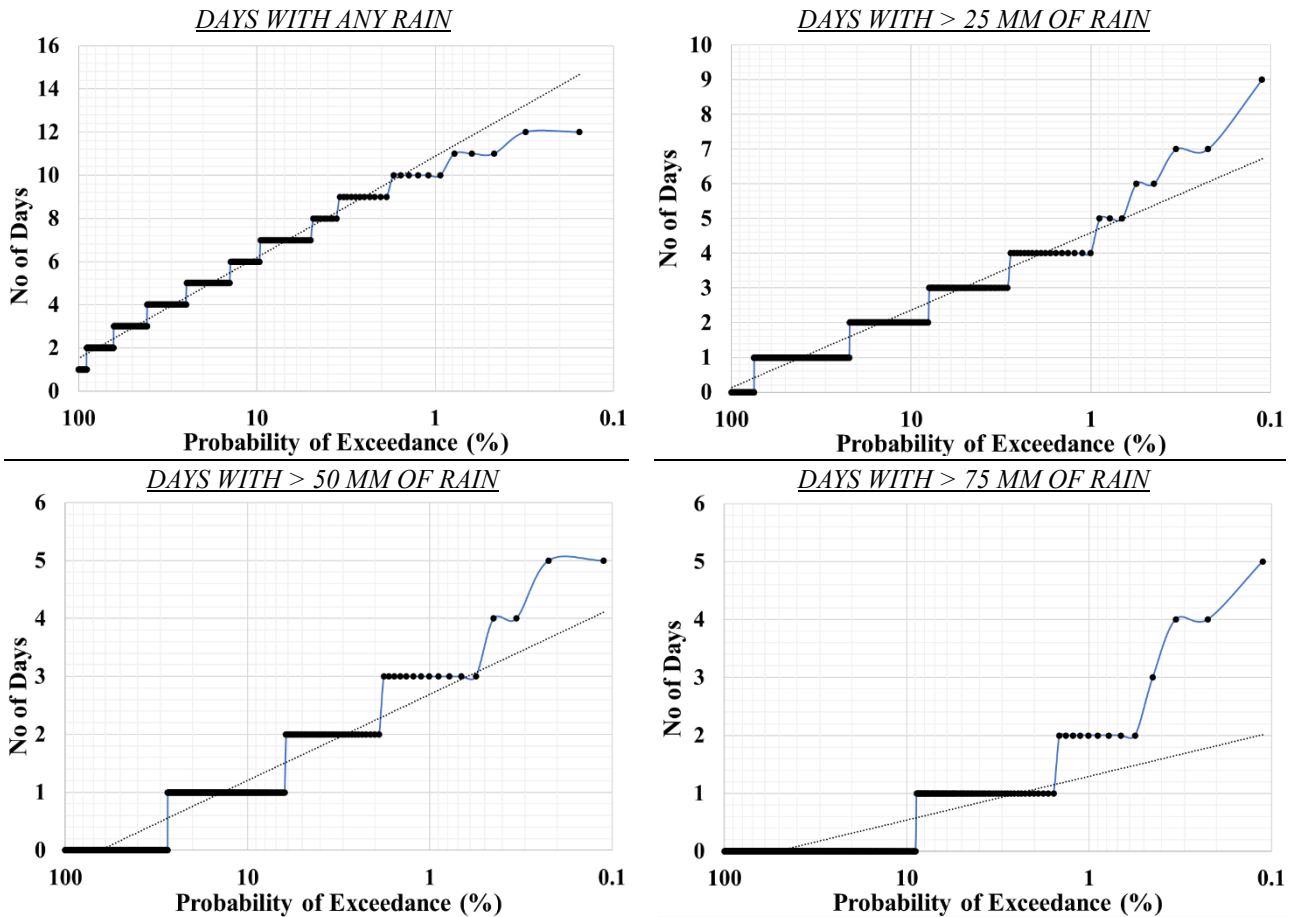 DAYS WITH ANY RAIN
16
14
12
10
8
6
4
2
0
No of Days
100 10 1 0.1
Probability of Exceedance (%)
DAYS WITH > 25 MM OF RAIN
10
9
8
7
6
5
4
3
2
1
0
No of Days
100 10 1 0.1
Probability of Exceedance (%)
DAYS WITH > 50 MM OF RAIN
6
5
4
3
2
1
0
No of Days
100 10 1 0.1
Probability of Exceedance (%)
DAYS WITH > 75 MM OF RAIN
6
5
4
3
2
1
0
No of Days
100 10 1 0.1
Probability of Exceedance (%)